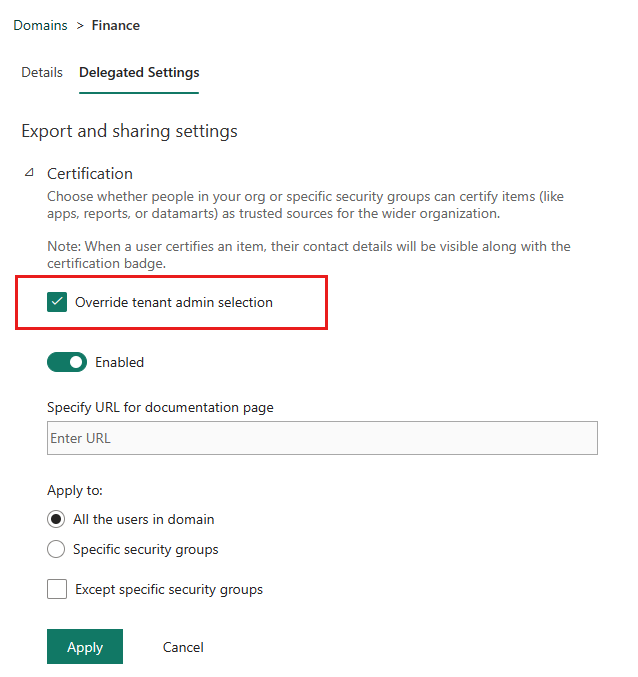 Domains > Finance
Details Delegated Settings
Export and sharing settings
Certification
Choose whether people in your org or specific security groups can certify items (like
apps, reports, or datamarts) as trusted sources for the wider organization.
Note: When a user certifies an item, their contact details will be visible along with the
certification badge.
Override tenant admin selection
Enabled
Specify URL for documentation page
Enter URL
Apply to:
All the users in domain
Specific security groups
Except specific security groups
Apply Cancel